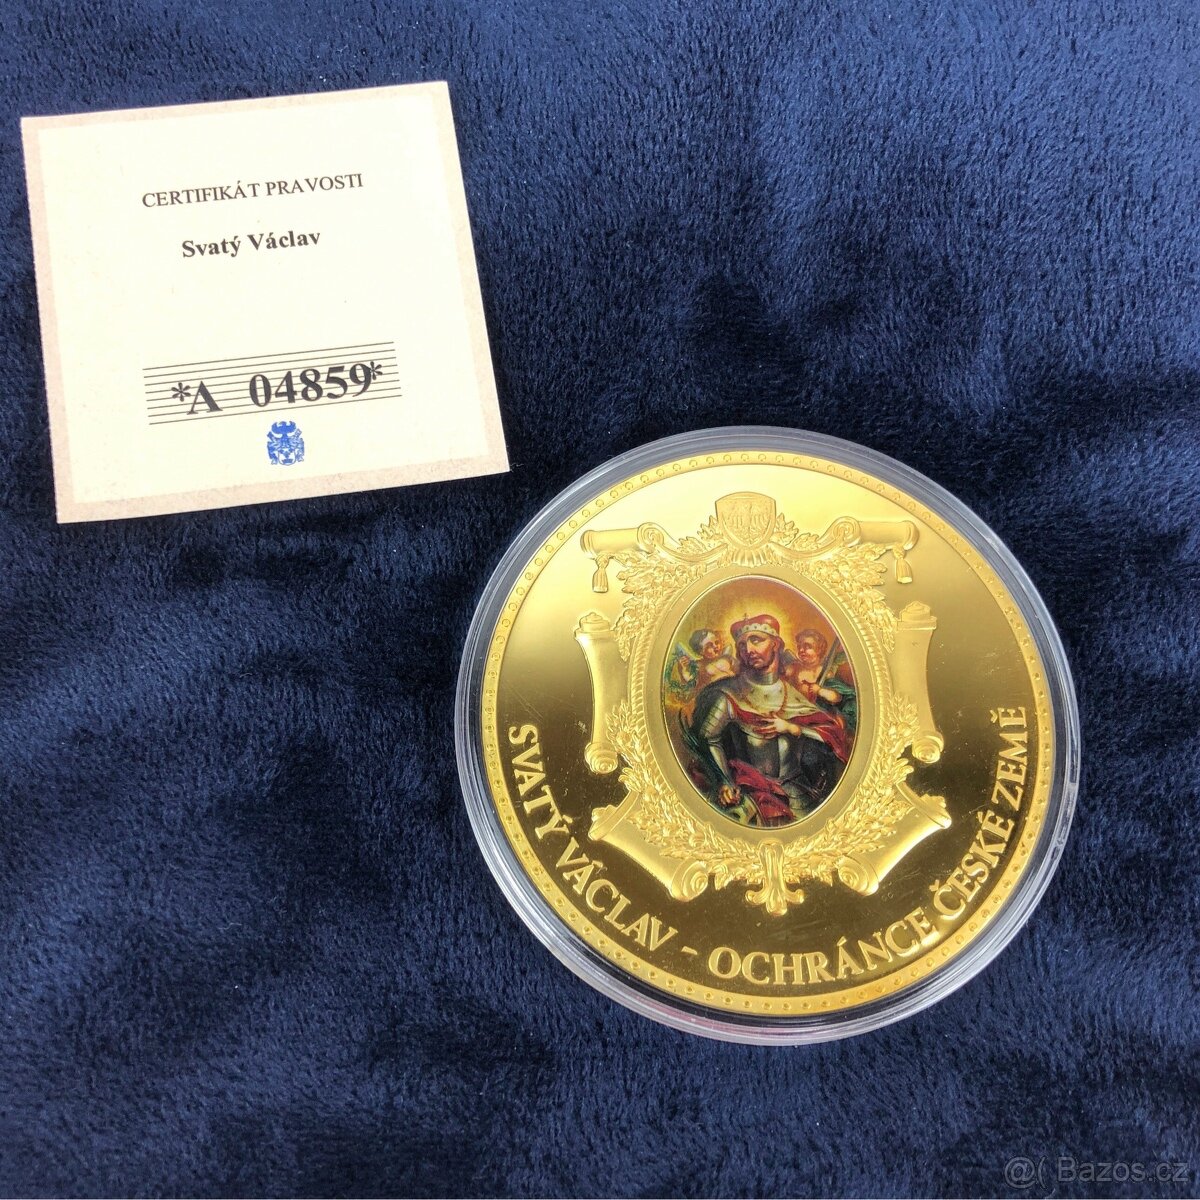 CERTIFIKÁT PRAVOSTI
Svatý Václav
*A 04859*
SVATÝ VÁCLAV - OCHRÁNCE ČESKÉ ZEMĚ
@( Bazos.cz